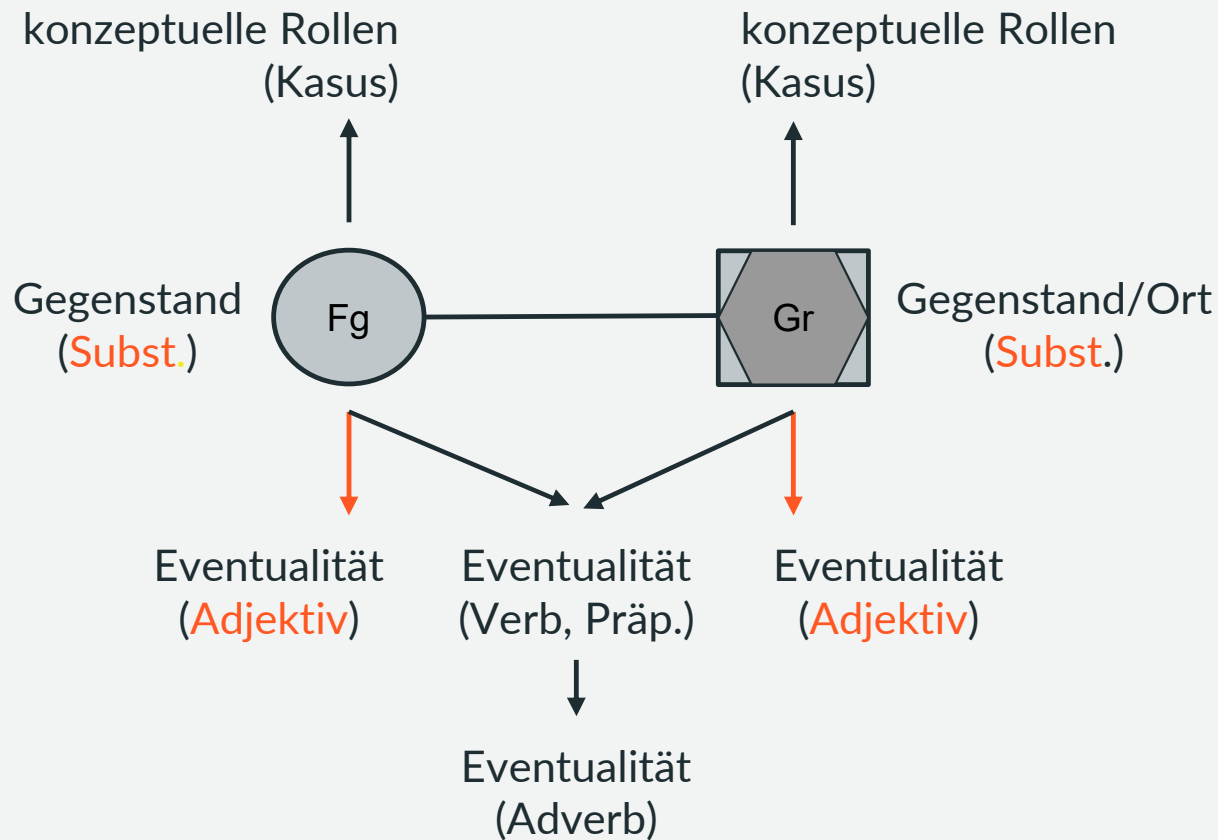 konzeptuelle Rollen
(Kasus)
konzeptuelle Rollen
(Kasus)
Gegenstand
(Subst.)
Fg
Gr
Gegenstand/Ort
(Subst.)
Eventualität
(Adjektiv)
Eventualität
(Verb, Präp.)
Eventualität
(Adjektiv)
Eventualität
(Adverb)